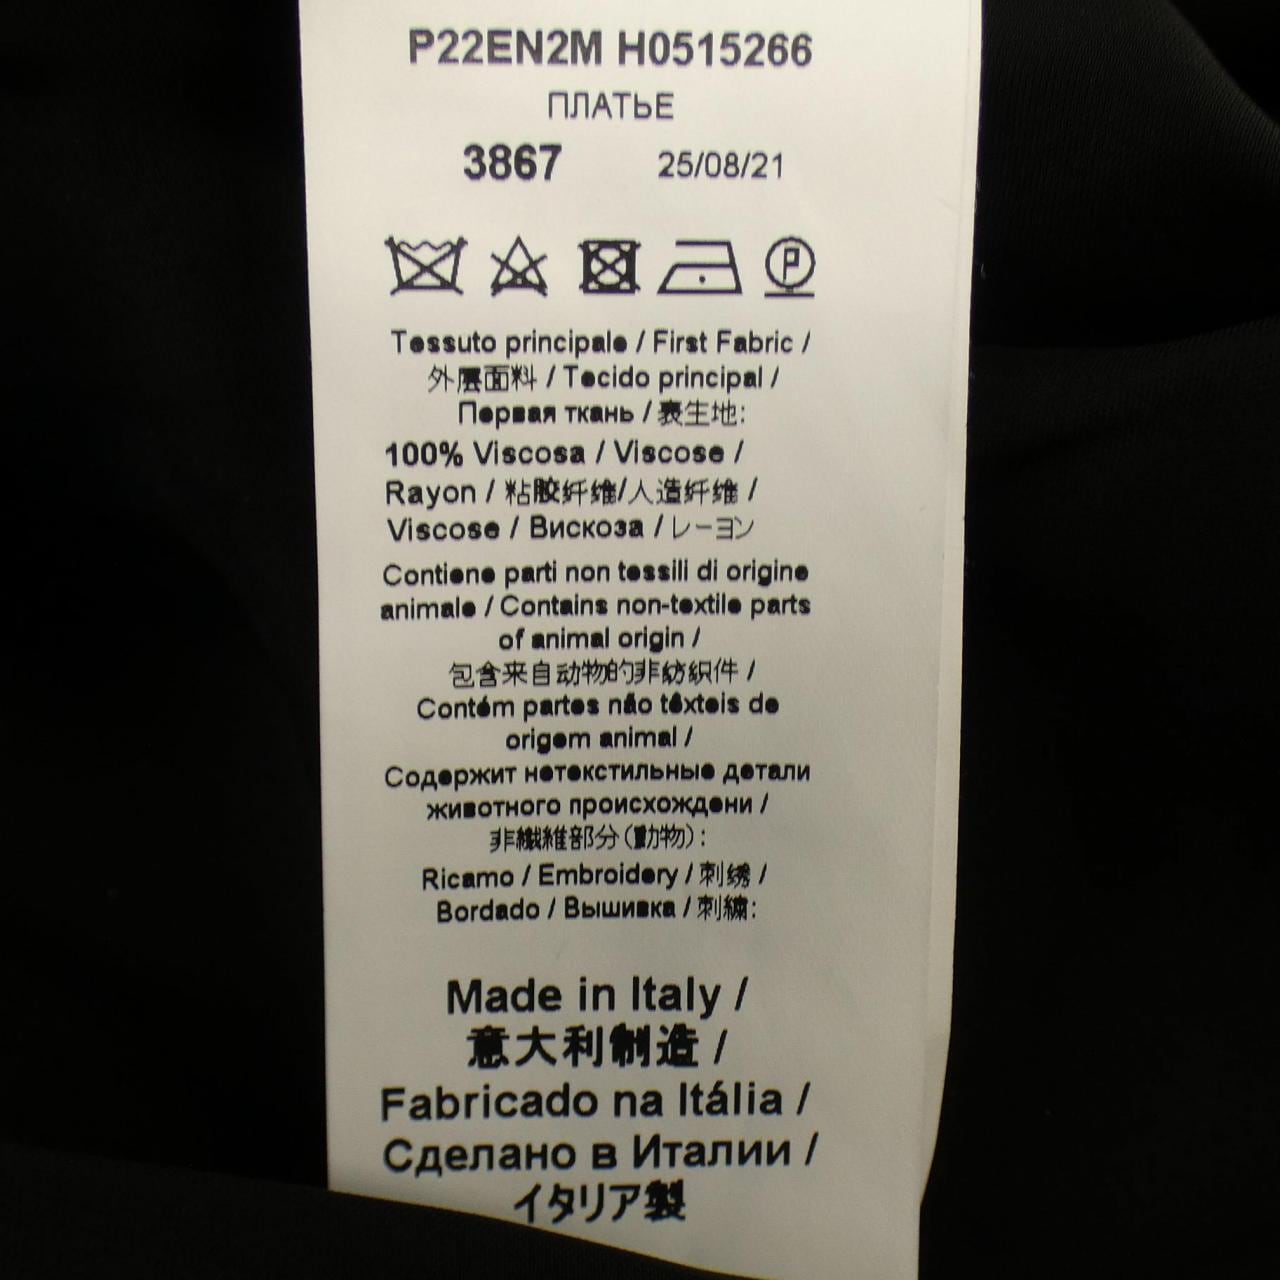 P22EN2M H0515266
ПЛАТЬЕ
3867 25/08/21
P
Tessuto principale / First Fabric /
外层面料 / Tecido principal /
Первая ткань / 表生地:
100% Viscosa / Viscose /
Rayon / 粘胶纤维/人造纤维 /
Viscose / Вискоза / レーヨン
Contiene parti non tessili di origine
animale / Contains non-textile parts
of animal origin /
包含来自动物的非纺织件 /
Contém partes não têxteis de
origem animal /
Содержит нетекстильные детали
животного происхождени /
非繊維部分(動物):
Ricamo / Embroidery / 刺绣 /
Bordado / Вышивка / 刺繍:
Made in Italy /
意大利制造 /
Fabricado na Itália /
Сделано в Италии /
イタリア製